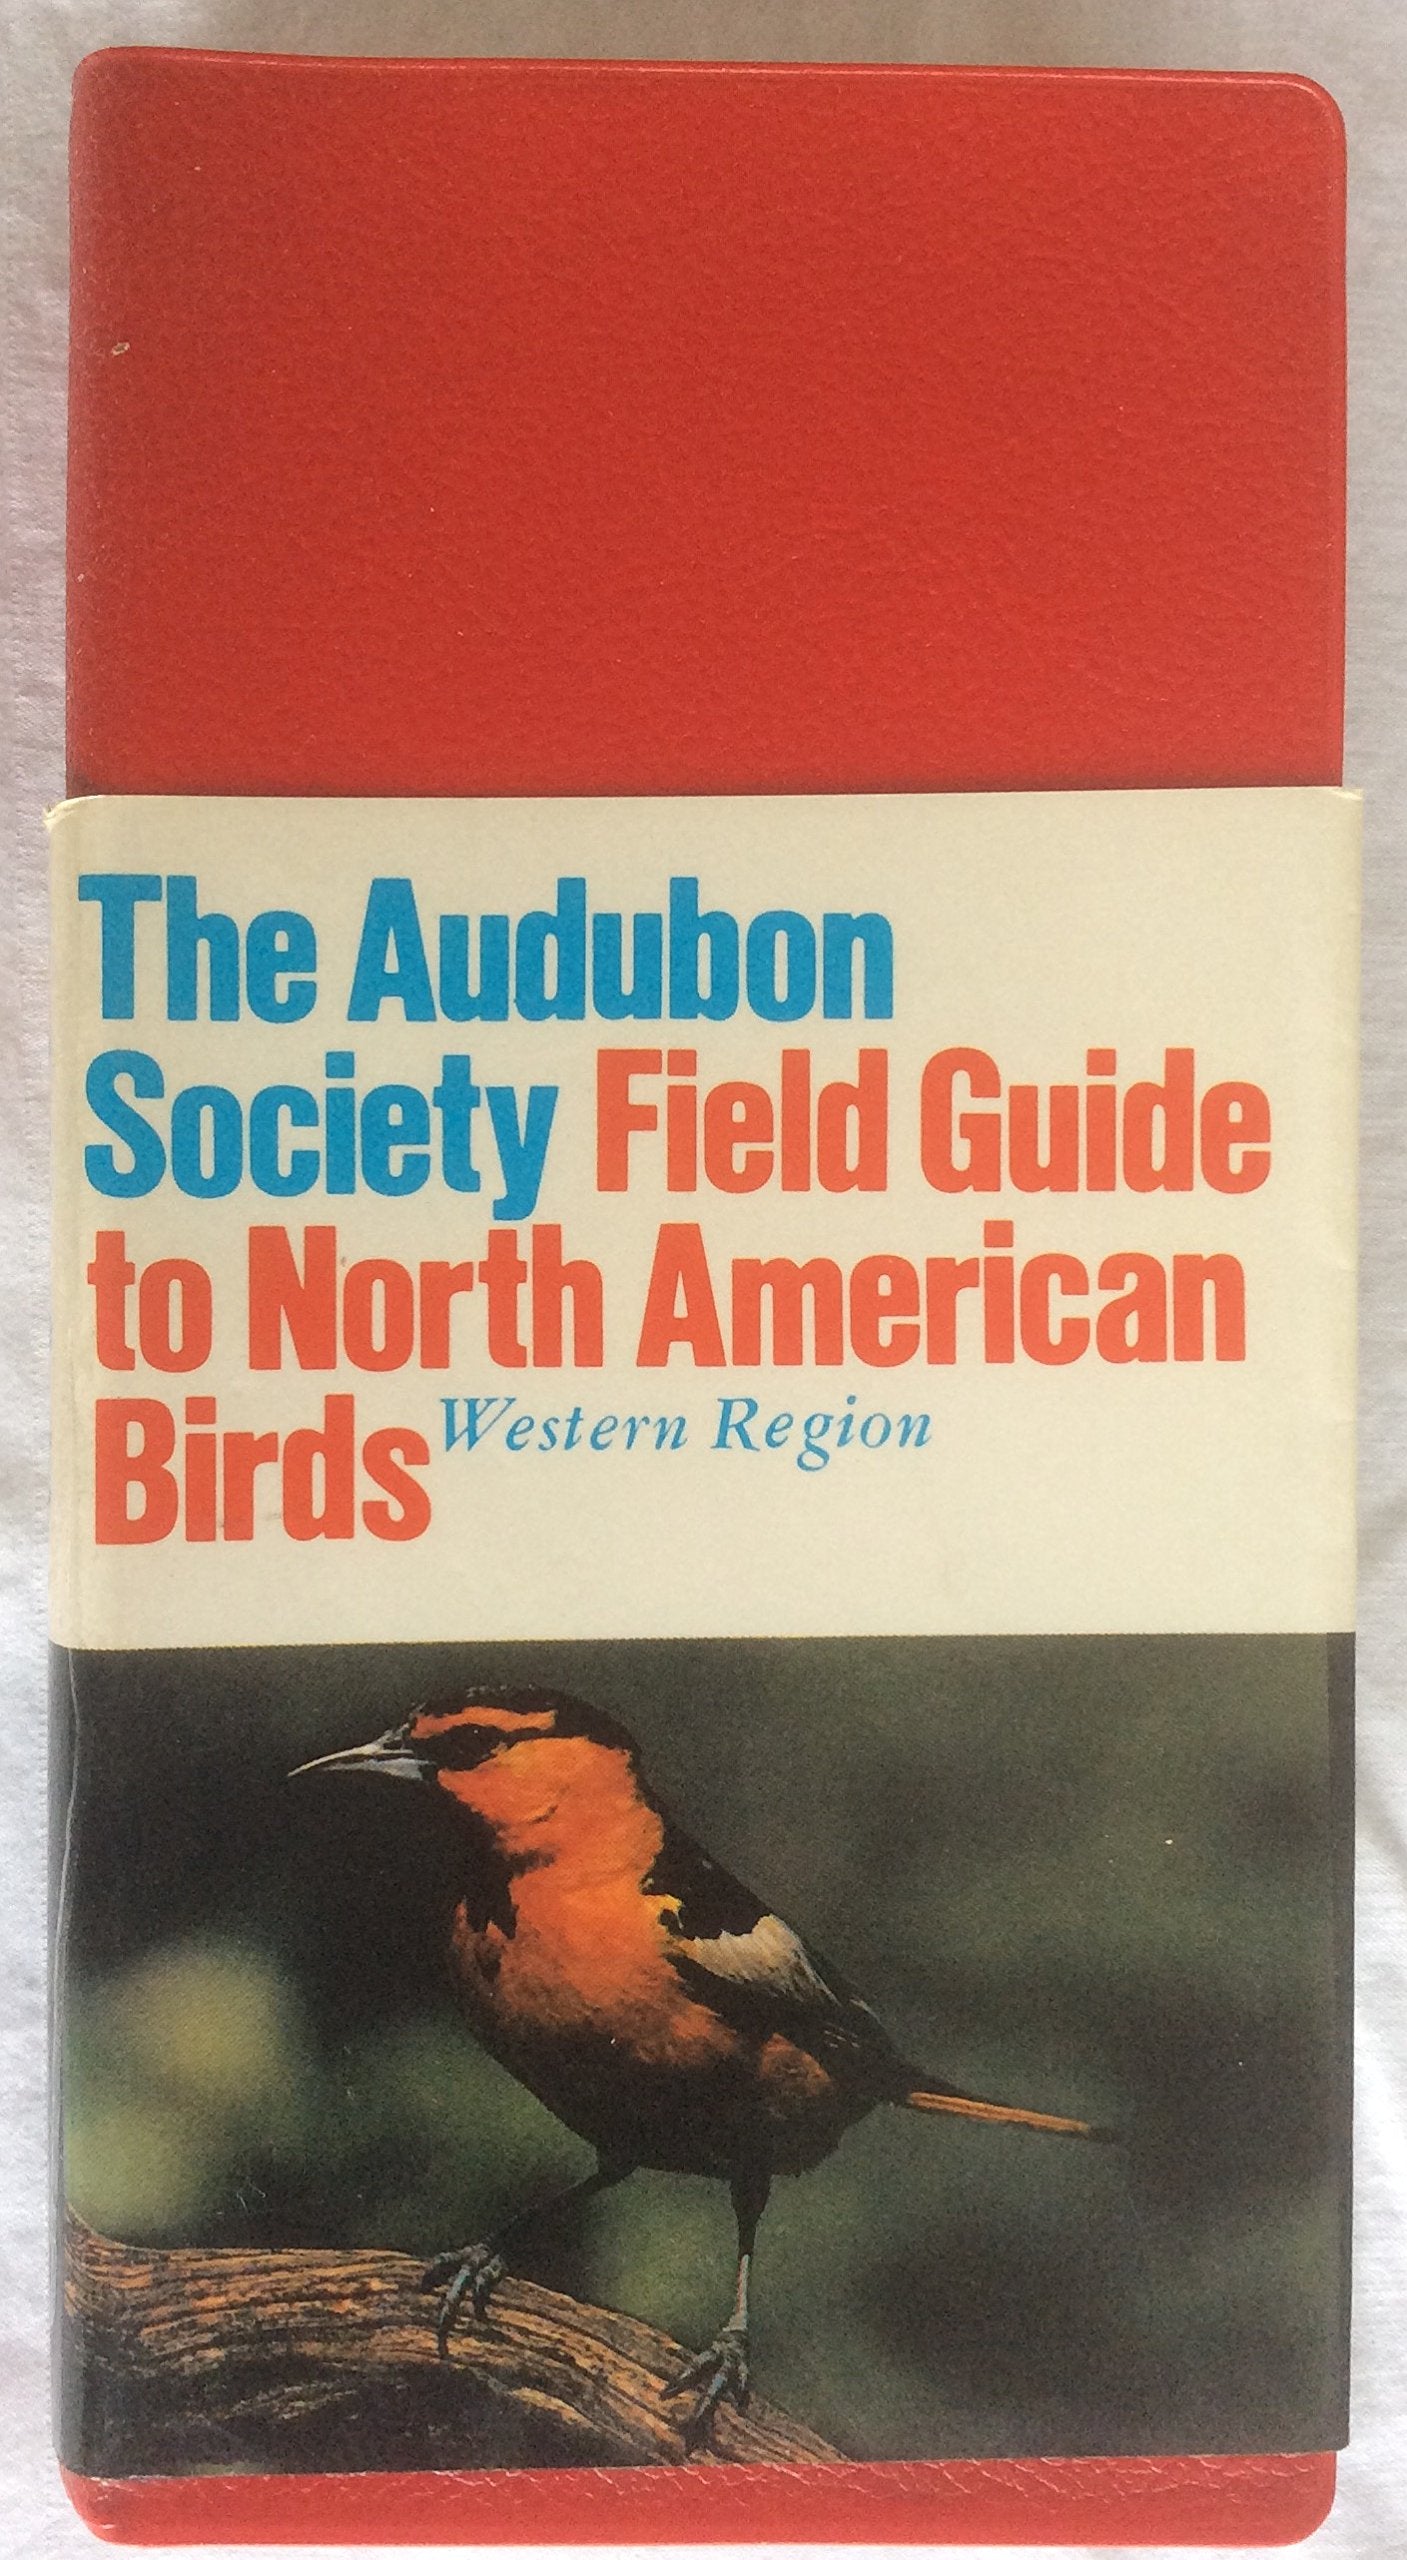 The Audubon
Society Field Guide
to North American
Birds Western Region